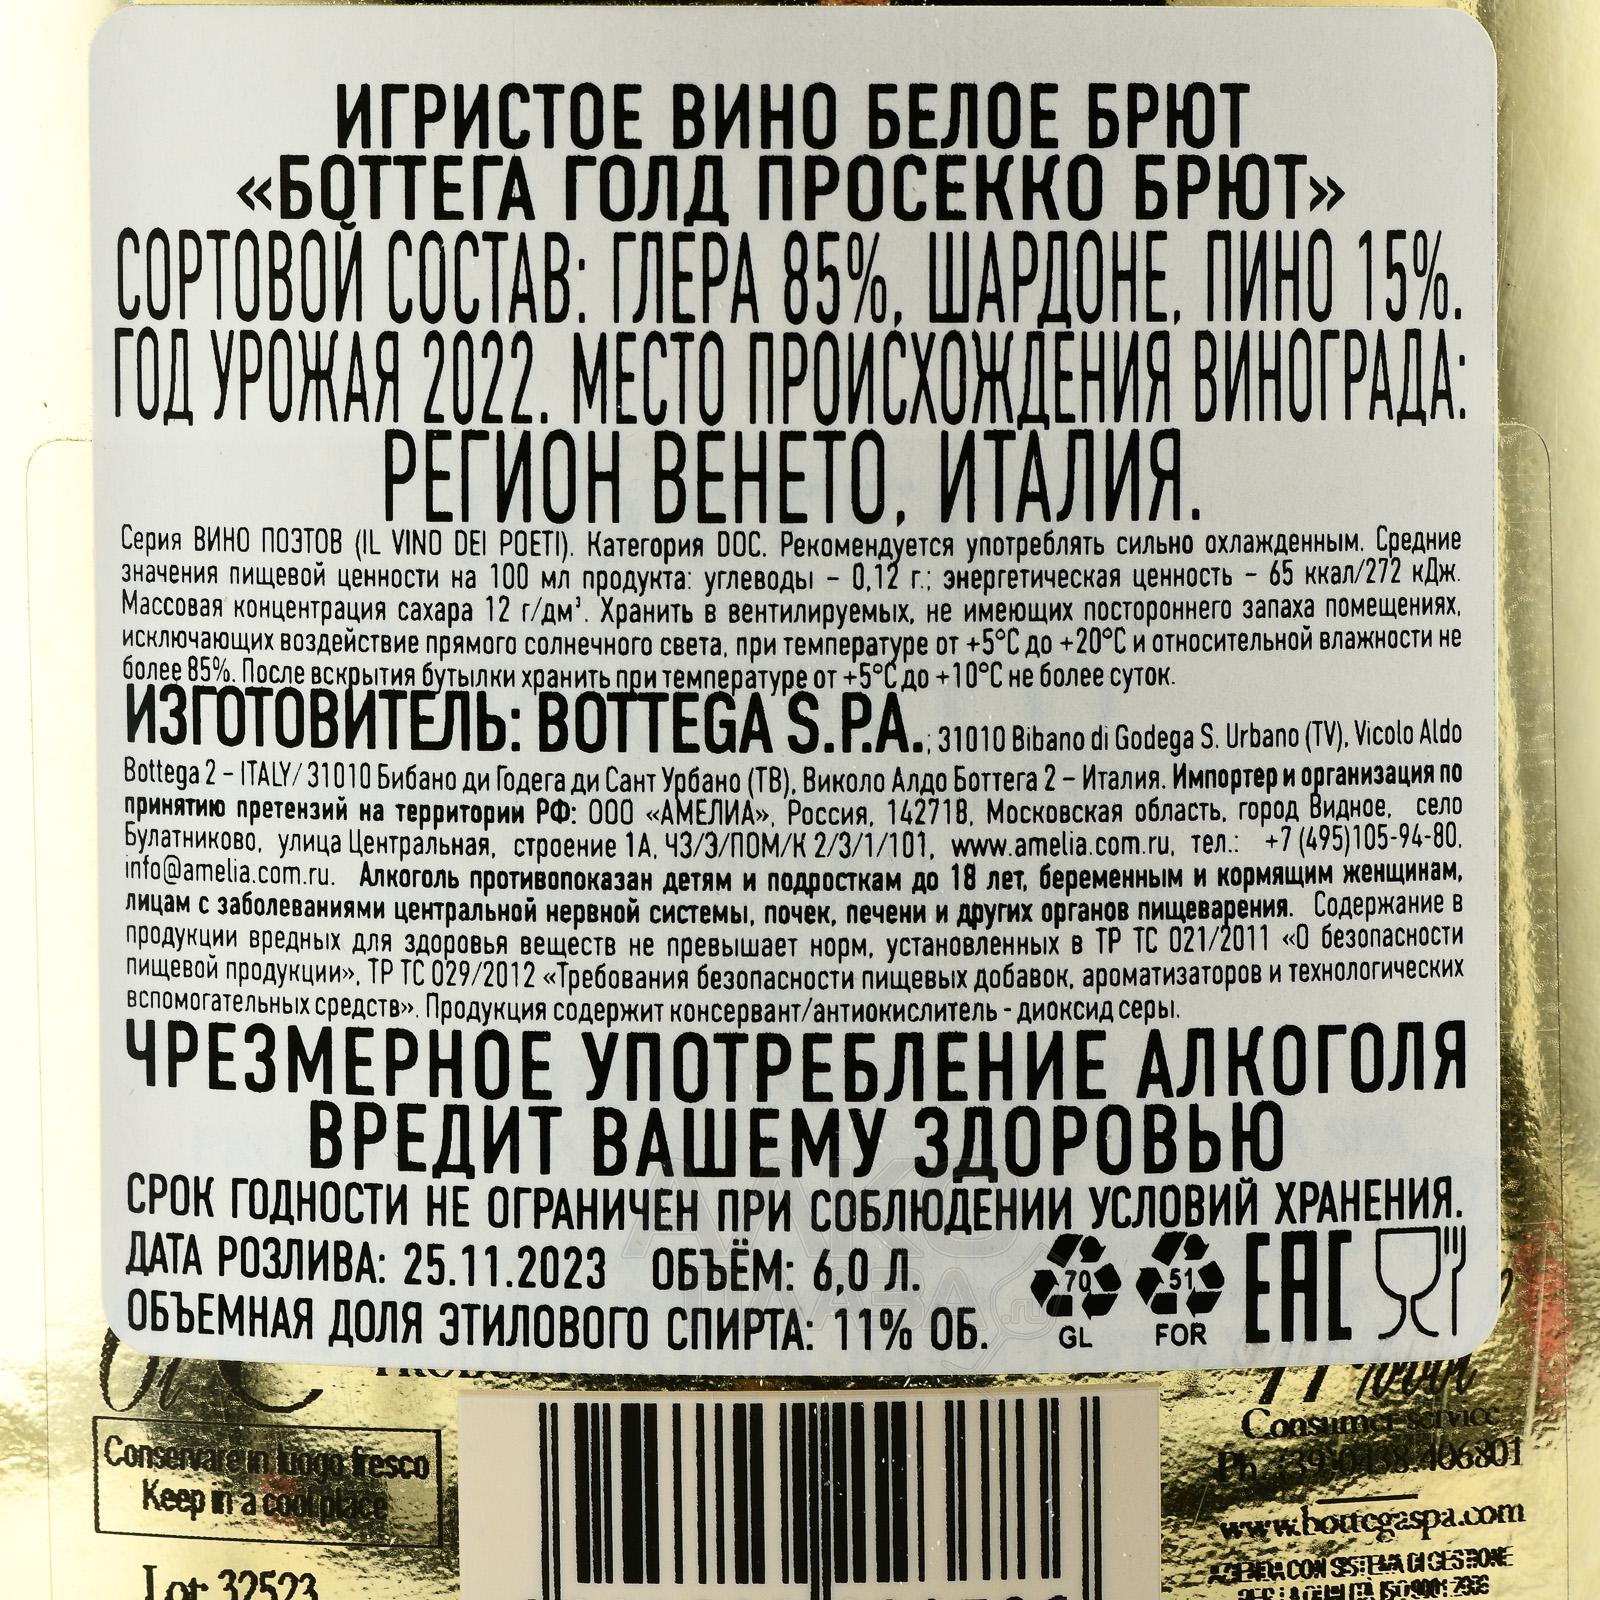 ИГРИСТОЕ ВИНО БЕЛОЕ БРЮТ
«БОТТЕГА ГОЛД ПРОСЕККО БРЮТ»
СОРТОВОЙ СОСТАВ: ГЛЕРА 85%, ШАРДОНЕ, ПИНО 15%.
ГОД УРОЖАЯ 2022. МЕСТО ПРОИСХОЖДЕНИЯ ВИНОГРАДА:
РЕГИОН ВЕНЕТО, ИТАЛИЯ.
Серия ВИНО ПОЭТОВ (IL VINO DEI POETI). Категория DOC. Рекомендуется употреблять сильно охлажденным. Средние
значения пищевой ценности на 100 мл продукта: углеводы – 0,12 г.; энергетическая ценность – 65 ккал/272 кДж.
Массовая концентрация сахара 12 г/дм³. Хранить в вентилируемых, не имеющих постороннего запаха помещениях,
исключающих воздействие прямого солнечного света, при температуре от +5°C до +20°C и относительной влажности не
более 85%. После вскрытия бутылки хранить при температуре от +5°C до +10°C не более суток.
ИЗГОТОВИТЕЛЬ: BOTTEGA S.P.A.; 31010 Bibano di Godega S. Urbano (TV), Vicolo Aldo
Bottega 2 – ITALY/ 31010 Бибано ди Годега ди Сант Урбано (ТВ), Виколо Алдо Боттега 2 – Италия. Импортер и организация по
принятию претензий на территории РФ: ООО «АМЕЛИА», Россия, 142718, Московская область, город Видное, село
Булатниково, улица Центральная, строение 1А, ЧЗ/Э/ПОМ/К 2/3/1/101, www.amelia.com.ru, тел.: +7 (495)105-94-80,
info@amelia.com.ru. Алкоголь противопоказан детям и подросткам до 18 лет, беременным и кормящим женщинам,
лицам с заболеваниями центральной нервной системы, почек, печени и других органов пищеварения. Содержание в
продукции вредных для здоровья веществ не превышает норм, установленных в ТР ТС 021/2011 «О безопасности
пищевой продукции», ТР ТС 029/2012 «Требования безопасности пищевых добавок, ароматизаторов и технологических
вспомогательных средств». Продукция содержит консервант/антиокислитель - диоксид серы.
ЧРЕЗМЕРНОЕ УПОТРЕБЛЕНИЕ АЛКОГОЛЯ
ВРЕДИТ ВАШЕМУ ЗДОРОВЬЮ
СРОК ГОДНОСТИ НЕ ОГРАНИЧЕН ПРИ СОБЛЮДЕНИИ УСЛОВИЙ ХРАНЕНИЯ.
ДАТА РОЗЛИВА: 25.11.2023 ОБЪЁМ: 6,0 Л.
ОБЪЕМНАЯ ДОЛЯ ЭТИЛОВОГО СПИРТА: 11% ОБ.
70 GL 51 FOR EAC
Conservare in luogo fresco
Keep in a cool place
Lot 32523
Consumer service
www.bottegaspa.com